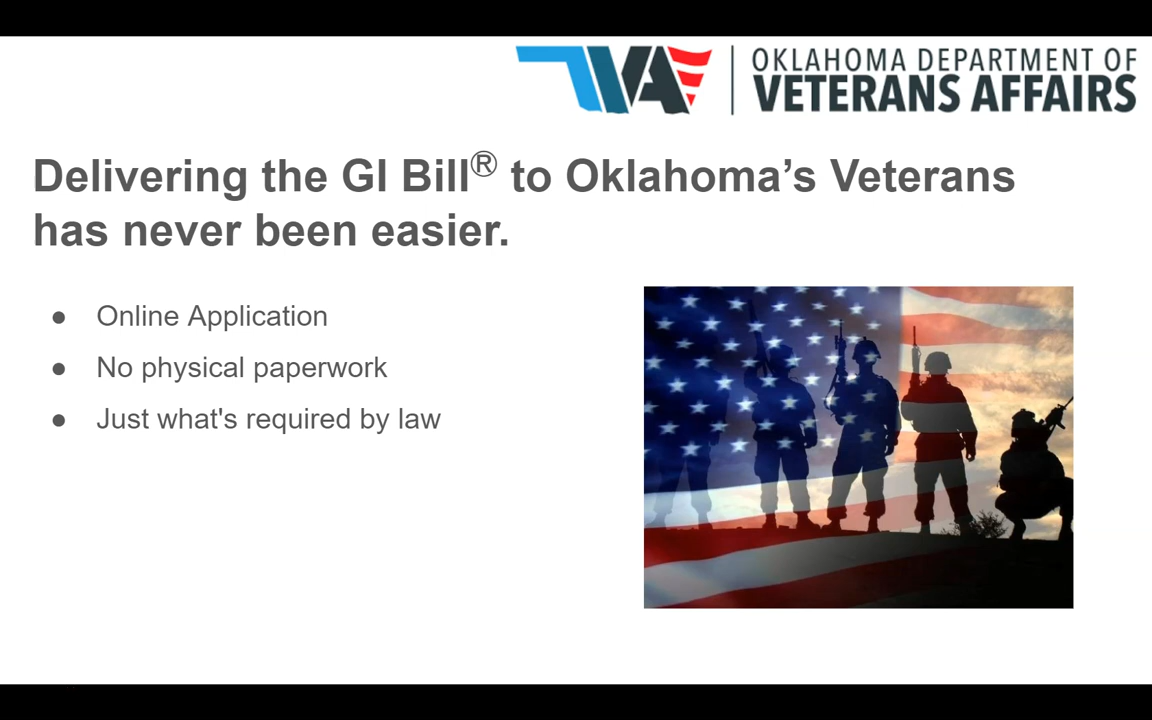 VA
OKLAHOMA DEPARTMENT OF
VETERANS AFFAIRS
Delivering the GI Bill® to Oklahoma’s Veterans
has never been easier.
● Online Application
● No physical paperwork
● Just what's required by law